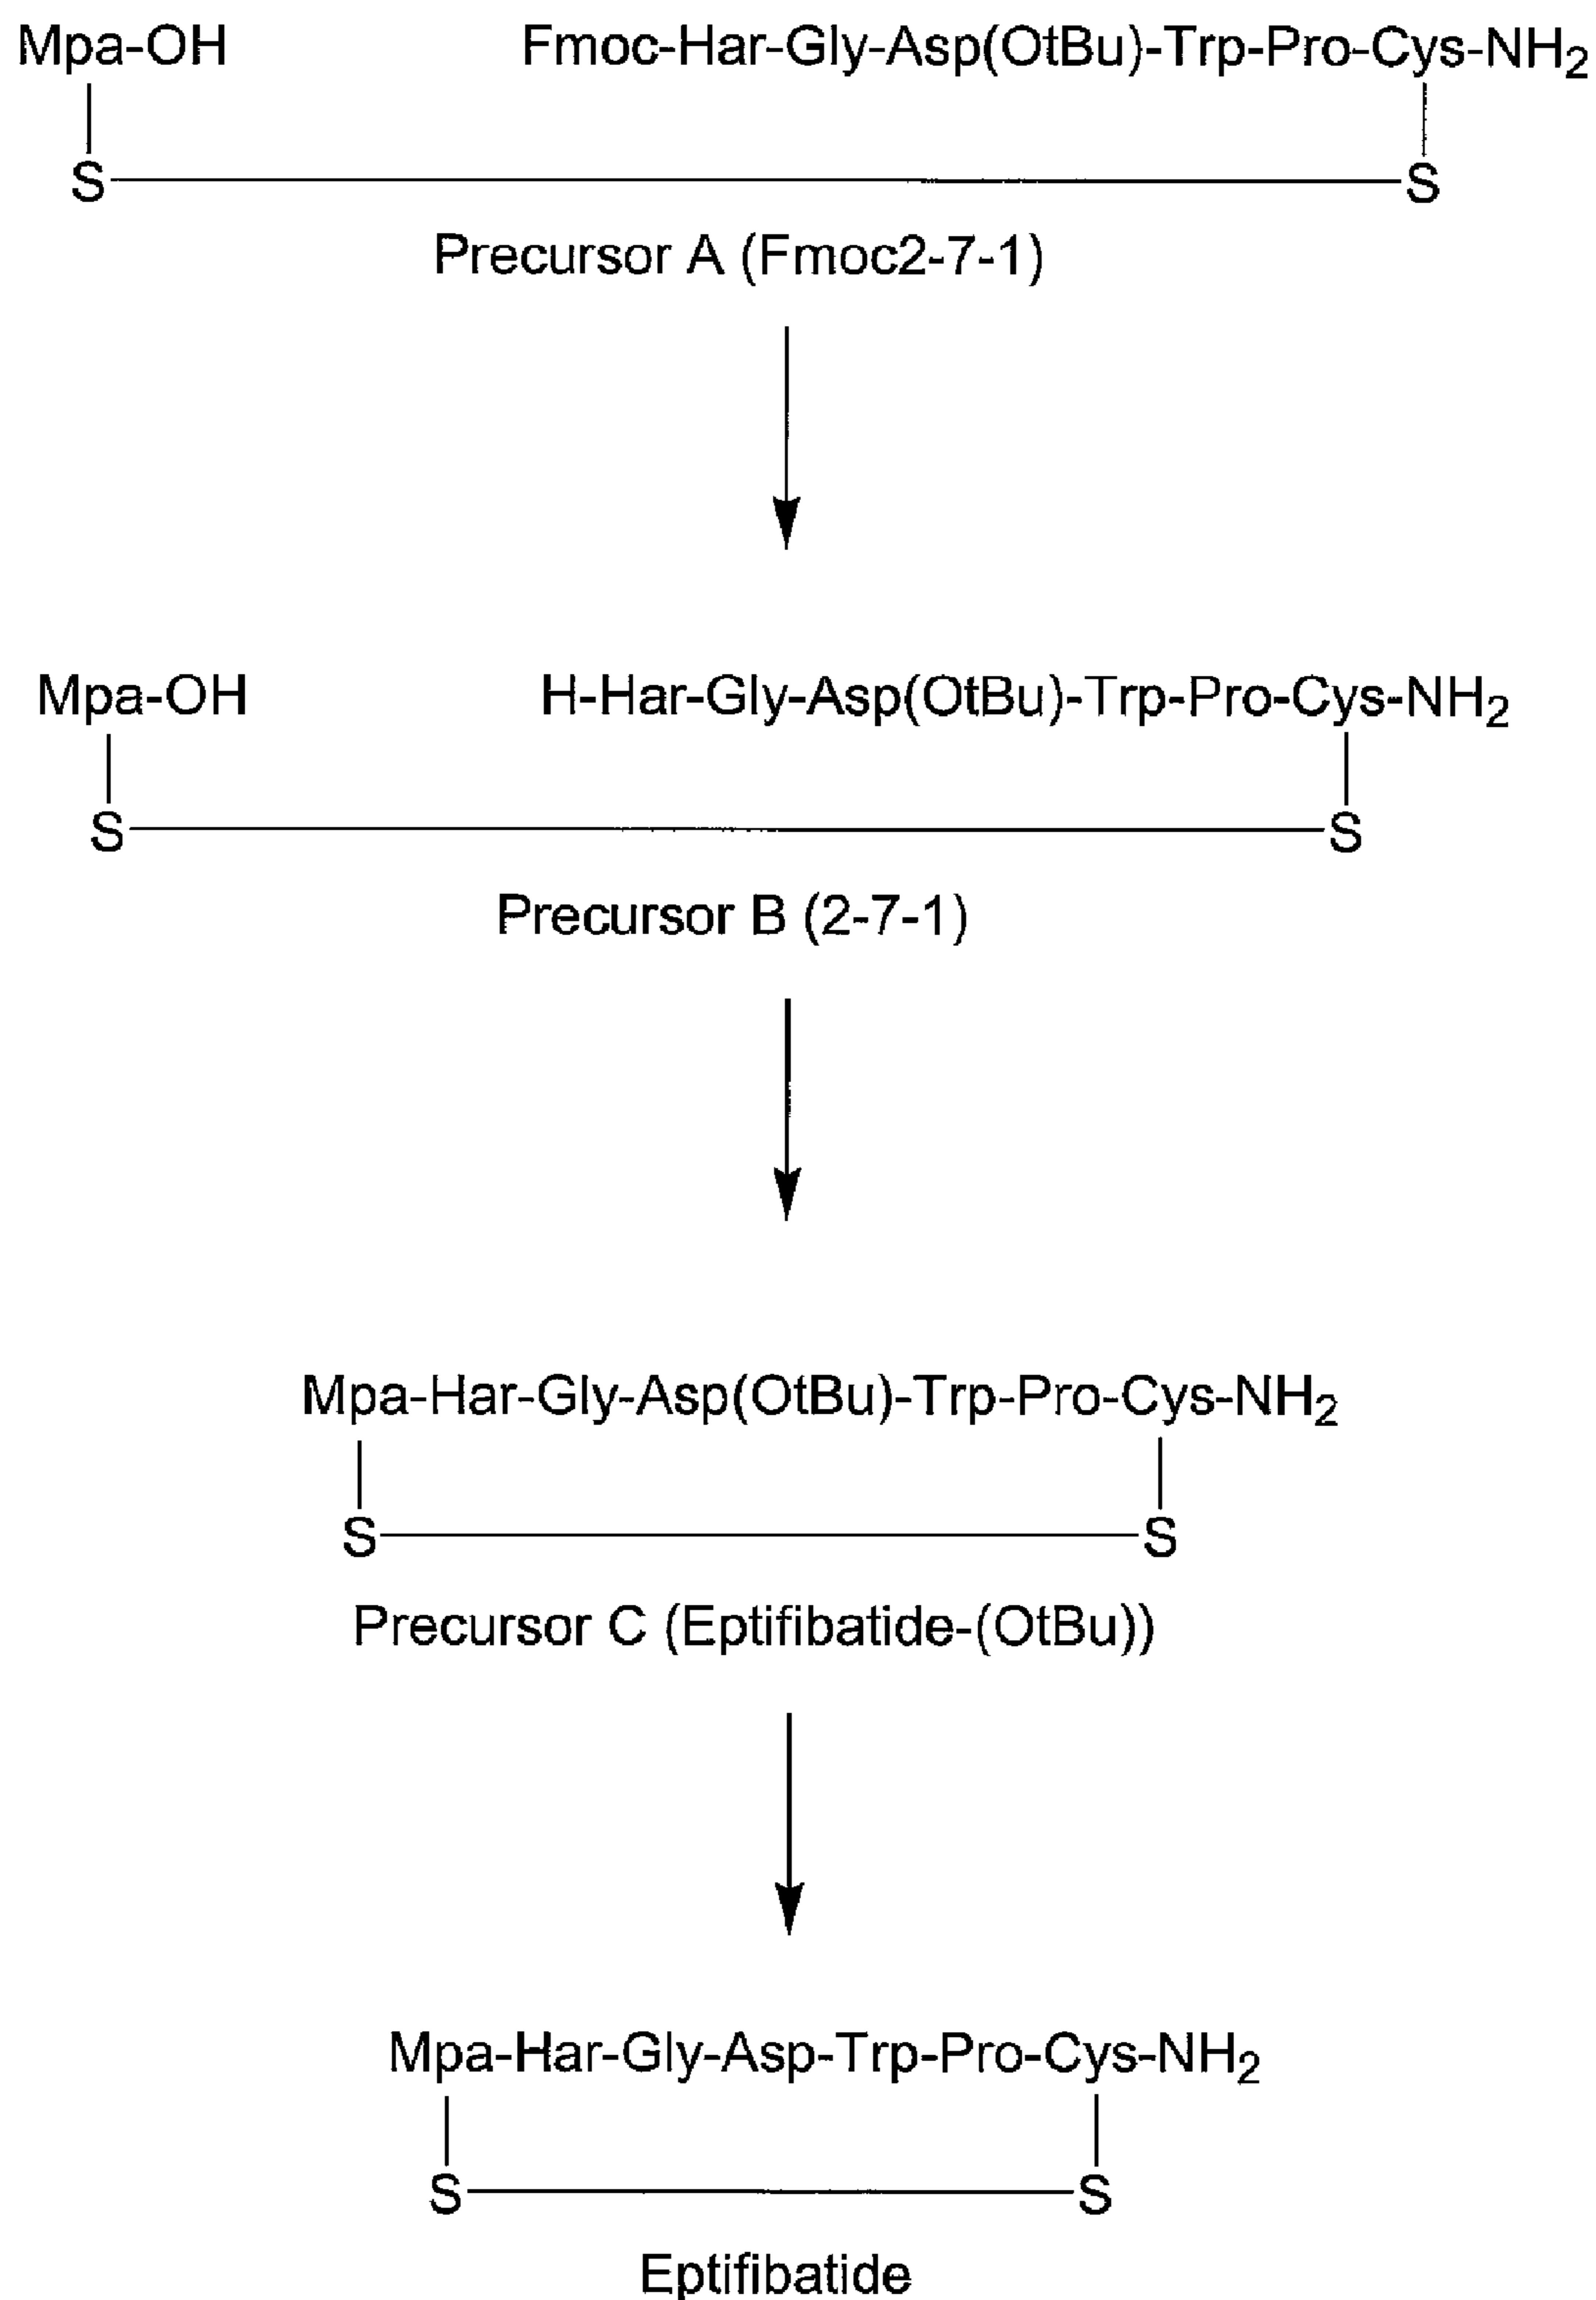 Mpa-OH Fmoc-Har-Gly-Asp(OtBu)-Trp-Pro-Cys-NH2
S S
Precursor A (Fmoc2-7-1)
Mpa-OH H-Har-Gly-Asp(OtBu)-Trp-Pro-Cys-NH2
S S
Precursor B (2-7-1)
Mpa-Har-Gly-Asp(OtBu)-Trp-Pro-Cys-NH2
S S
Precursor C (Eptifibatide-(OtBu))
Mpa-Har-Gly-Asp-Trp-Pro-Cys-NH2
S S
Eptifibatide